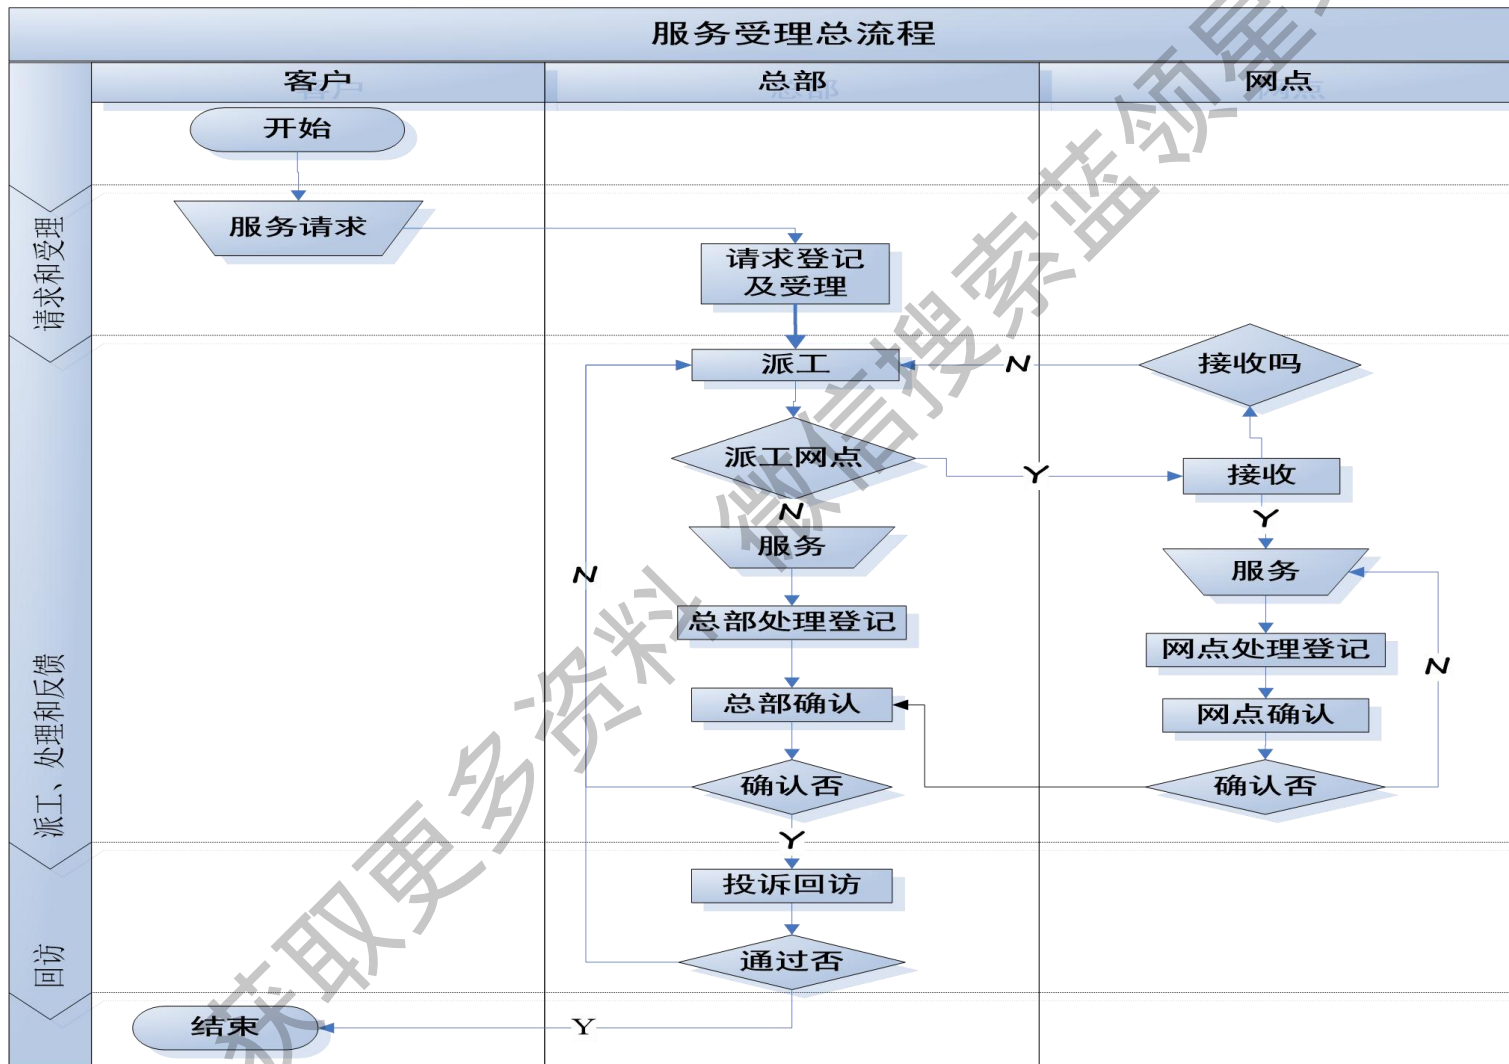 服务受理总流程
客户
总部
网点
开始
请求和受理
服务请求
请求登记
及受理
派工、处理和反馈
派工
N
接收吗
派工网点
Y
接收
N
Y
服务
服务
N
总部处理登记
网点处理登记
N
总部确认
网点确认
确认否
确认否
Y
回访
投诉回访
通过否
结束
Y
获取更多资料 微信搜索蓝领星